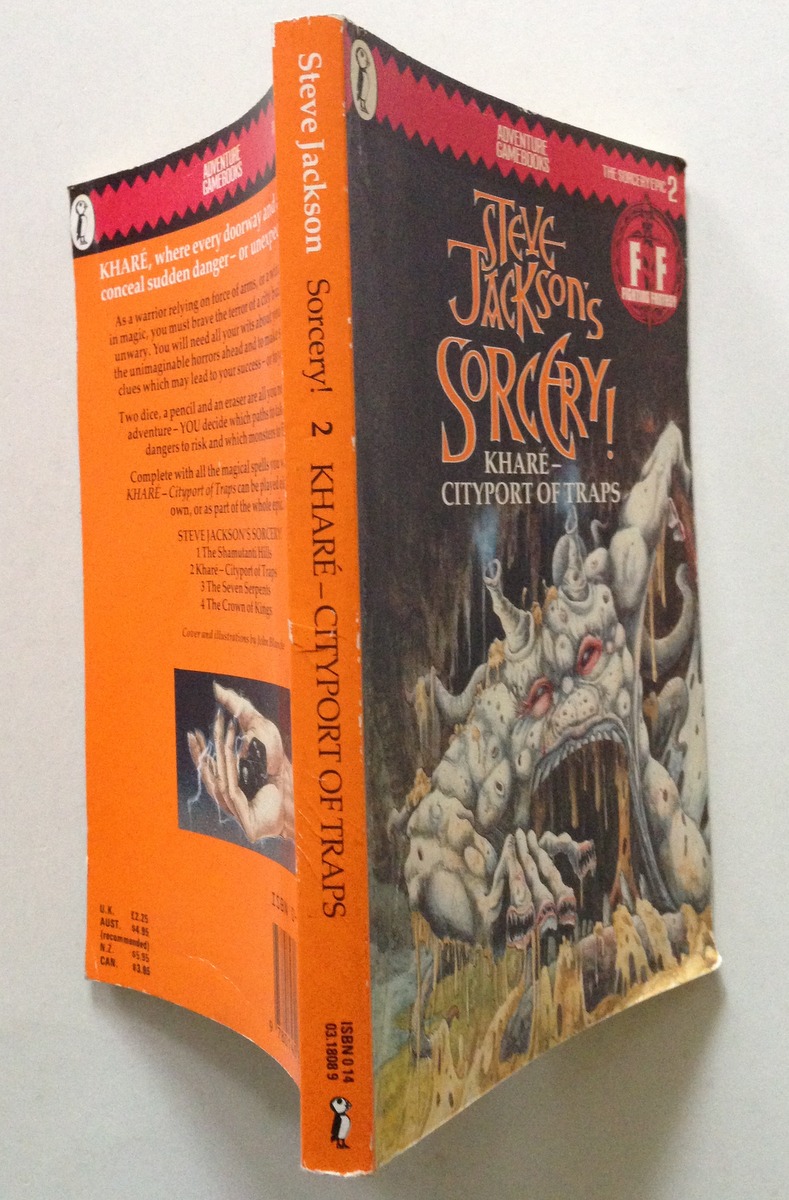 ADVENTURE
GAMEBOOKS
KHARÉ, where every doorway and
conceal sudden danger – or
As a warrior relying on force of arms, or a
in magic, you must brave the terror of a city
unwary. You will need all your wits about
the unimaginable horrors ahead and to
clues which may lead to your success – or
Two dice, a pencil and an eraser are all you
adventure – YOU decide which paths to
dangers to risk and which monsters
Complete with all the magical spells you
KHARÉ – Cityport of Traps can be played
own, or as part of the whole epic
STEVE JACKSON'S SORCERY
1 The Shamutanti Hills
2 Kharé – Cityport of Traps
3 The Seven Serpents
4 The Crown of Kings
Cover and illustrations by John
U.K. £2.25
AUST. $4.95
(recommended)
N.Z. $5.95
CAN. $3.95
ISBN 0
Steve Jackson Sorcery! 2 KHARÉ – CITYPORT OF TRAPS
ISBN 0 14
03.1808 9
ADVENTURE
GAMEBOOKS
THE SORCERY EPIC 2
FF
FIGHTING FANTASY
STEVE
JACKSON'S
SORCERY!
KHARÉ –
CITYPORT OF TRAPS